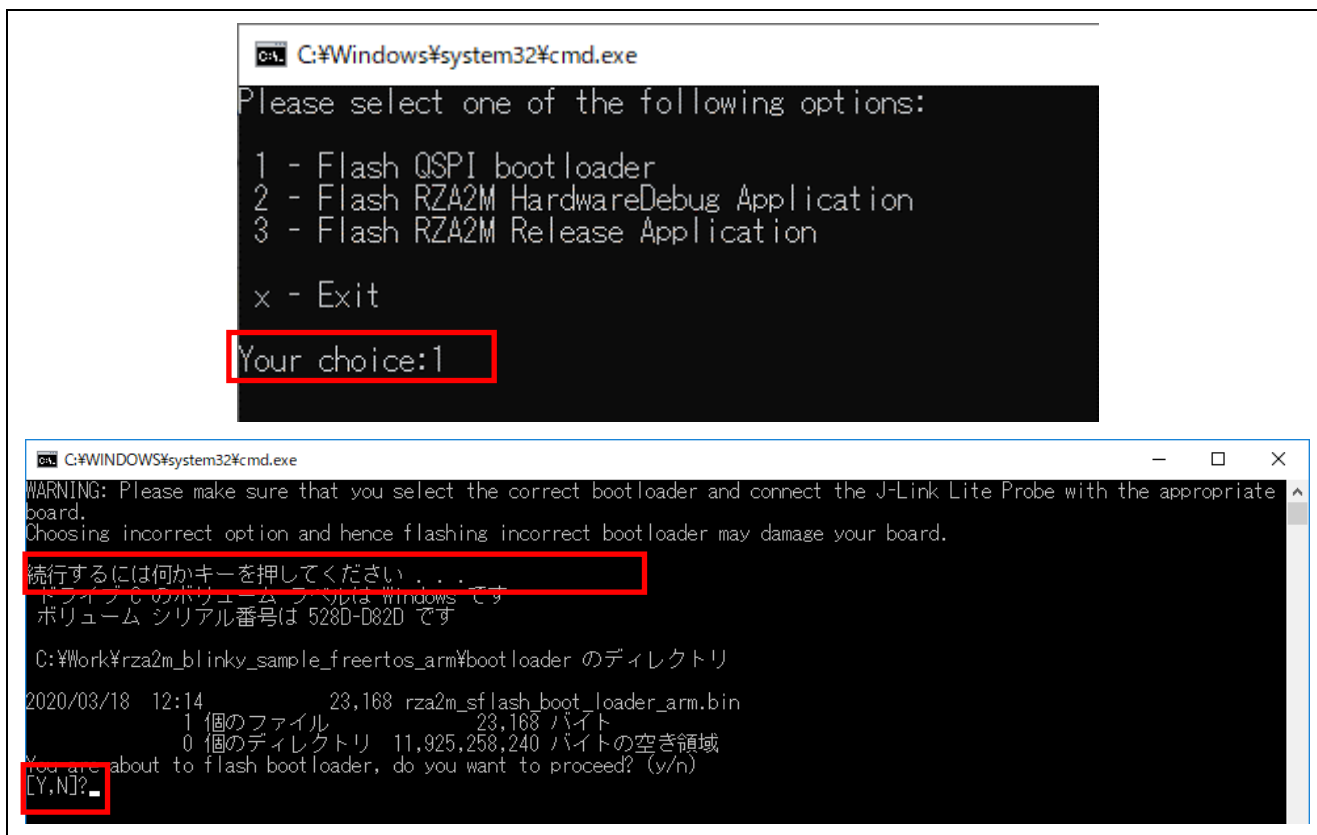 C:¥Windows¥system32¥cmd.exe
Please select one of the following options:
1 - Flash QSPI bootloader
2 - Flash RZA2M HardwareDebug Application
3 - Flash RZA2M Release Application
x - Exit
Your choice:1
C:¥WINDOWS¥system32¥cmd.exe
WARNING: Please make sure that you select the correct bootloader and connect the J-Link Lite Probe with the appropriate
board.
Choosing incorrect option and hence flashing incorrect bootloader may damage your board.
続行するには何かキーを押してください . . .
ドライブ C のボリューム ラベルは Windows です
ボリューム シリアル番号は 528D-D82D です
C:¥Work¥rza2m_blinky_sample_freertos_arm¥bootloader のディレクトリ
2020/03/18 12:14 23,168 rza2m_sflash_boot_loader_arm.bin
1 個のファイル 23,168 バイト
0 個のディレクトリ 11,925,258,240 バイトの空き領域
You are about to flash bootloader, do you want to proceed? (y/n)
[Y,N]?